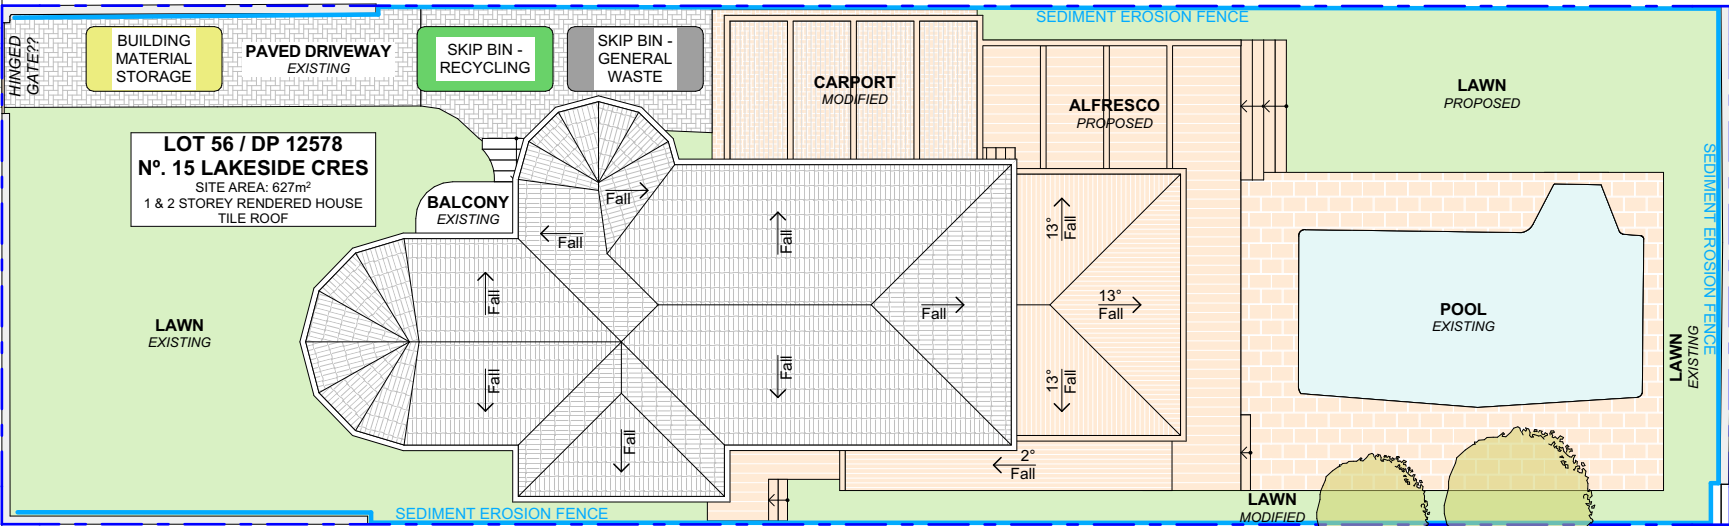 SEDIMENT EROSION FENCE
HINGED
GATE??
BUILDING
MATERIAL
STORAGE
PAVED DRIVEWAY
EXISTING
SKIP BIN -
RECYCLING
SKIP BIN -
GENERAL
WASTE
CARPORT
MODIFIED
ALFRESCO
PROPOSED
LAWN
PROPOSED
LOT 56 / DP 12578
Nº. 15 LAKESIDE CRES
SITE AREA: 627m²
1 & 2 STOREY RENDERED HOUSE
TILE ROOF
BALCONY
EXISTING
Fall
Fall
Fall
Fall
13°
Fall
SEDIMENT EROSION FENCE
LAWN
EXISTING
Fall
13°
Fall
POOL
EXISTING
LAWN
EXISTING
Fall
Fall
13°
Fall
Fall
2°
Fall
SEDIMENT EROSION FENCE
LAWN
MODIFIED